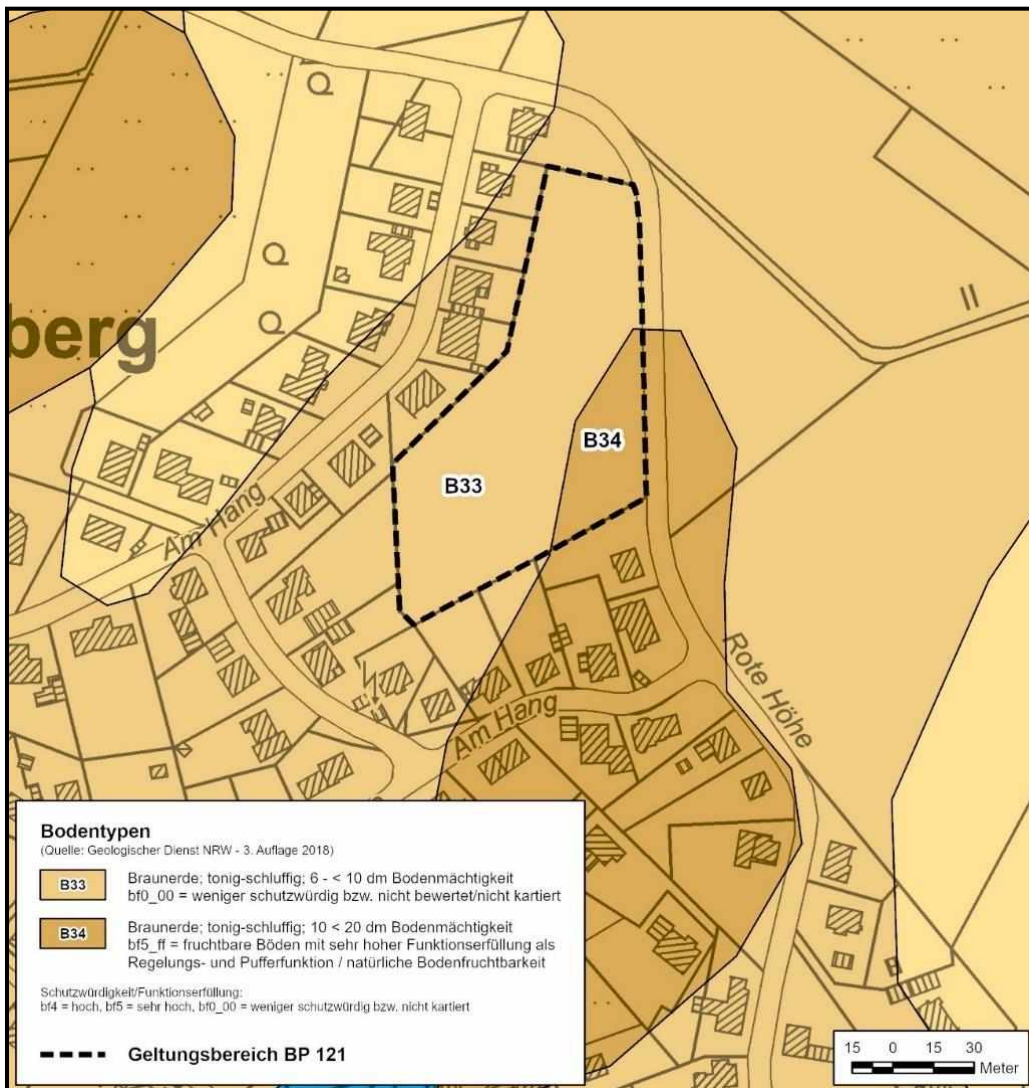 berg
B34
B33
Am Hang
Rote Höhe
Am Hang
Bodentypen
(Quelle: Geologischer Dienst NRW - 3. Auflage 2018)
B33
Braunerde; tonig-schluffig; 6 - < 10 dm Bodenmächtigkeit
bf0_00 = weniger schutzwürdig bzw. nicht bewertet/nicht kartiert
B34
Braunerde; tonig-schluffig; 10 < 20 dm Bodenmächtigkeit
bf5_ff = fruchtbare Böden mit sehr hoher Funktionserfüllung als
Regelungs- und Pufferfunktion / natürliche Bodenfruchtbarkeit
Schutzwürdigkeit/Funktionserfüllung:
bf4 = hoch, bf5 = sehr hoch, bf0_00 = weniger schutzwürdig bzw. nicht kartiert
Geltungsbereich BP 121
15 0 15 30
Meter